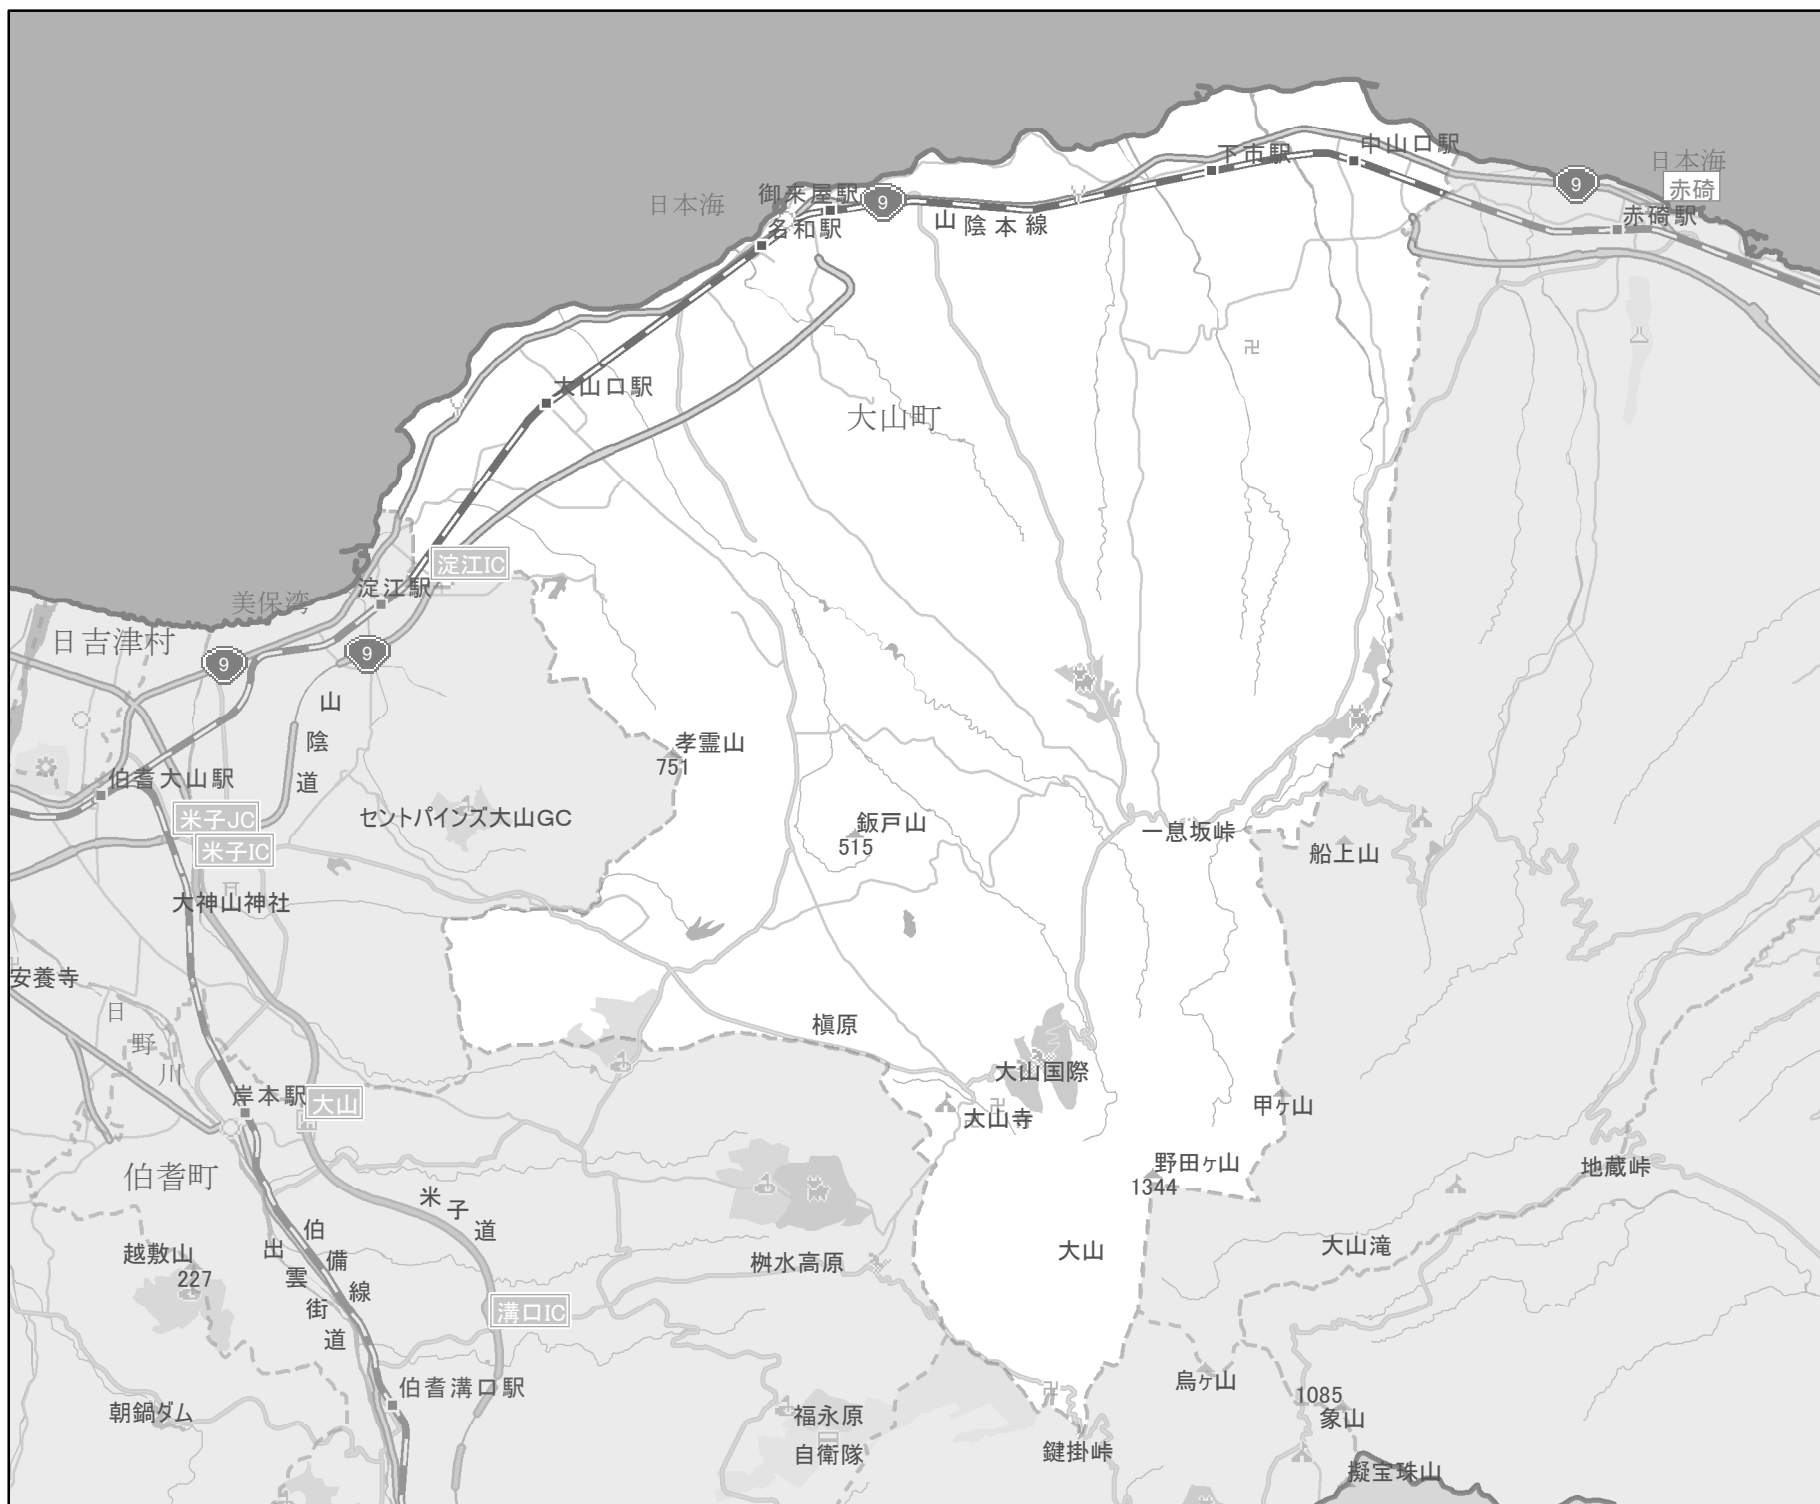 中山口駅
下市駅
日本海
赤碕
9
御来屋駅
日本海
9
赤碕駅
山陰本線
名和駅
大山口駅
大山町
淀江IC
淀江駅
美保湾
日吉津村
9
9
山陰道
孝霊山
751
伯耆大山駅
セントパインズ大山GC
米子JC
鈑戸山
515
一息坂峠
米子IC
船上山
大神山神社
安養寺
日野川
槇原
大山国際
岸本駅
大山
大山寺
甲ヶ山
野田ヶ山
1344
地蔵峠
伯耆町
米子道
大山
大山滝
越敷山
227
伯備線
出雲街道
桝水高原
溝口IC
烏ヶ山
伯耆溝口駅
1085
象山
朝鍋ダム
福永原
自衛隊
鍵掛峠
擬宝珠山